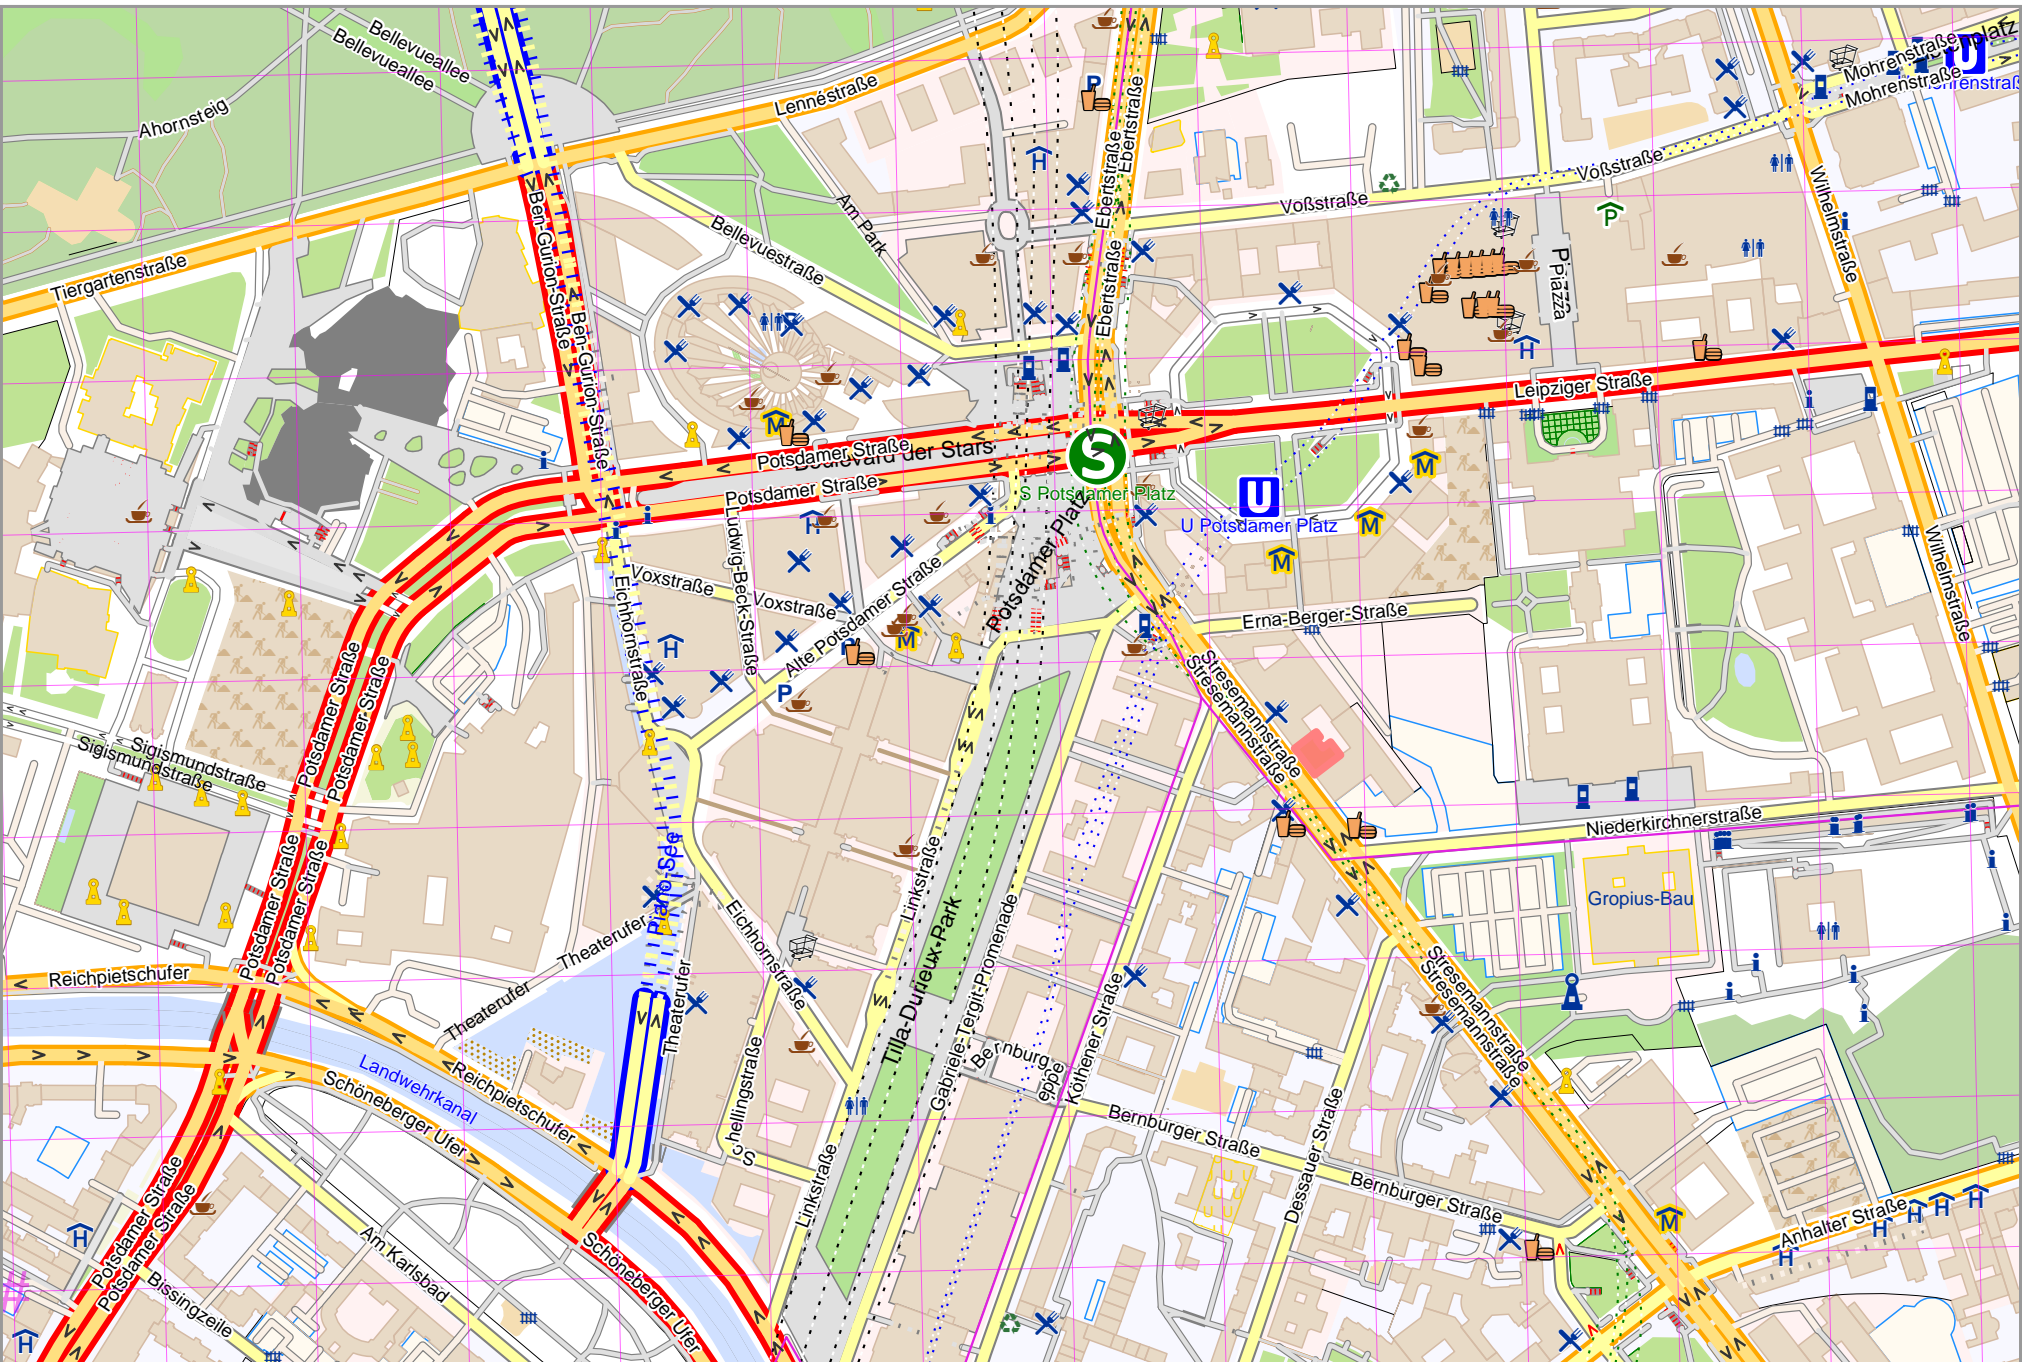 Bellevueallee
Bellevueallee
Ahornsteig
Lennéstraße
Ebertstraße
Ebertstraße
Ebertstraße
Mohrenstraße
Mohrenstraße
Voßstraße
Voßstraße
Wilhelmstraße
Am Park
Bellevuestraße
Tiergartenstraße
Ben-Gurion-Straße
Ben-Gurion-Straße
Piazza
Leipziger Straße
Potsdamer Straße
Boulevard der Stars
Potsdamer Straße
S
S Potsdamer Platz
U
U Potsdamer Platz
U
Potsdamer Platz
Voxstraße
Voxstraße
Ludwig-Beck-Straße
Alte Potsdamer Straße
Eichhornstraße
Erna-Berger-Straße
Wilhelmstraße
Stresemannstraße
Stresemannstraße
Potsdamer Straße
Potsdamer Straße
Sigismundstraße
Sigismundstraße
Niederkirchnerstraße
Gropius-Bau
Piano-See
Linkstraße
Tilla-Durieux-Park
Gabriele-Tergit-Promenade
Köthener Straße
Eichhornstraße
Theaterufer
Theaterufer
Theaterufer
Potsdamer Straße
Potsdamer Straße
Reichpietschufer
Reichpietschufer
Landwehrkanal
Schöneberger Ufer
Schöneberger Ufer
Schellingstraße
Linkstraße
Bernburger Straße
Bernburger Straße
Dessauer Straße
Stresemannstraße
Stresemannstraße
Anhalter Straße
Potsdamer Straße
Potsdamer Straße
Am Karlsbad
Bissingzeile